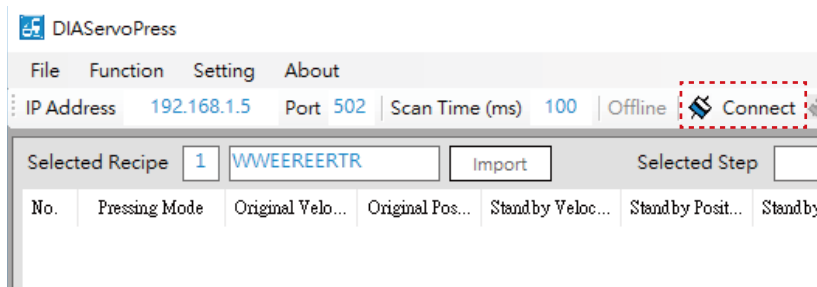 DIAServoPress
File Function Setting About
IP Address 192.168.1.5 Port 502 Scan Time (ms) 100 Offline Connect
Selected Recipe 1 WWEEREERTR Import Selected Step
No. Pressing Mode Original Velo... Original Pos... Standby Veloc... Standby Posit... Standby